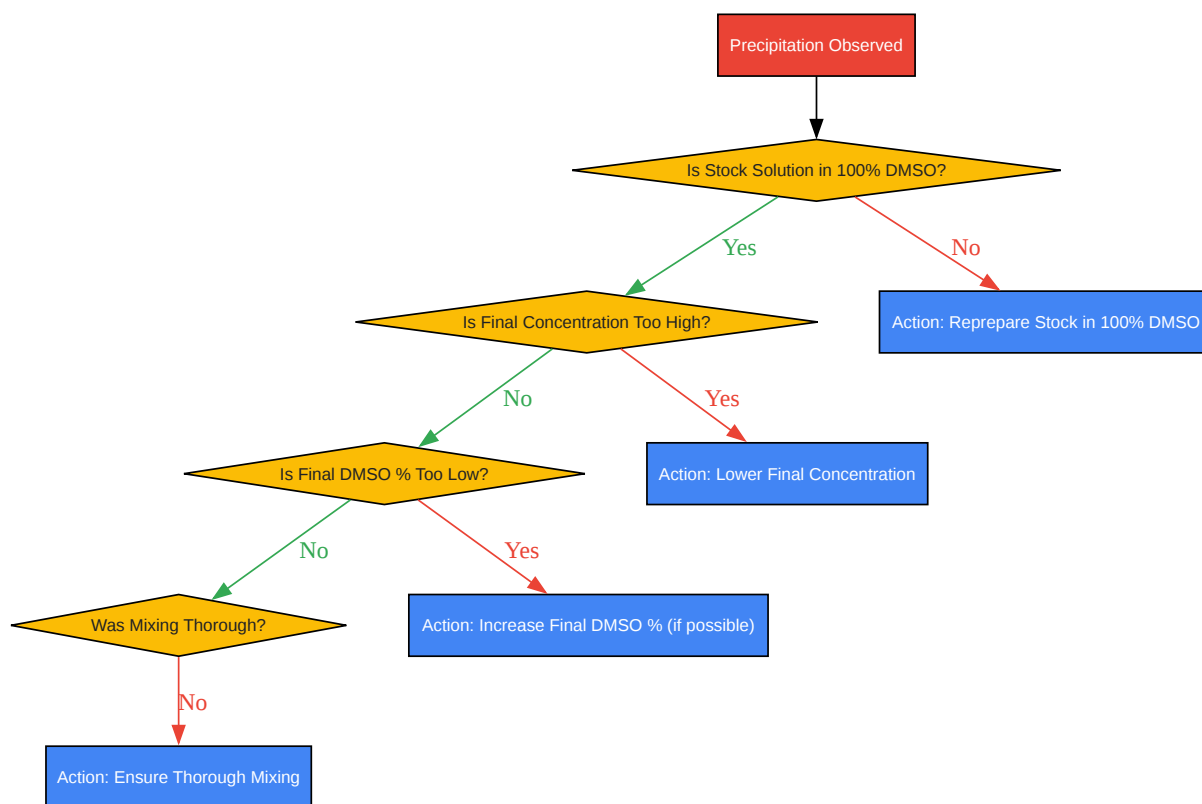 Precipitation Observed
Is Stock Solution in 100% DMSO?
Yes
No
Is Final Concentration Too High?
Action: Reprepare Stock in 100% DMSO
No
Yes
Is Final DMSO % Too Low?
Action: Lower Final Concentration
No
Yes
Was Mixing Thorough?
Action: Increase Final DMSO % (if possible)
No
Action: Ensure Thorough Mixing